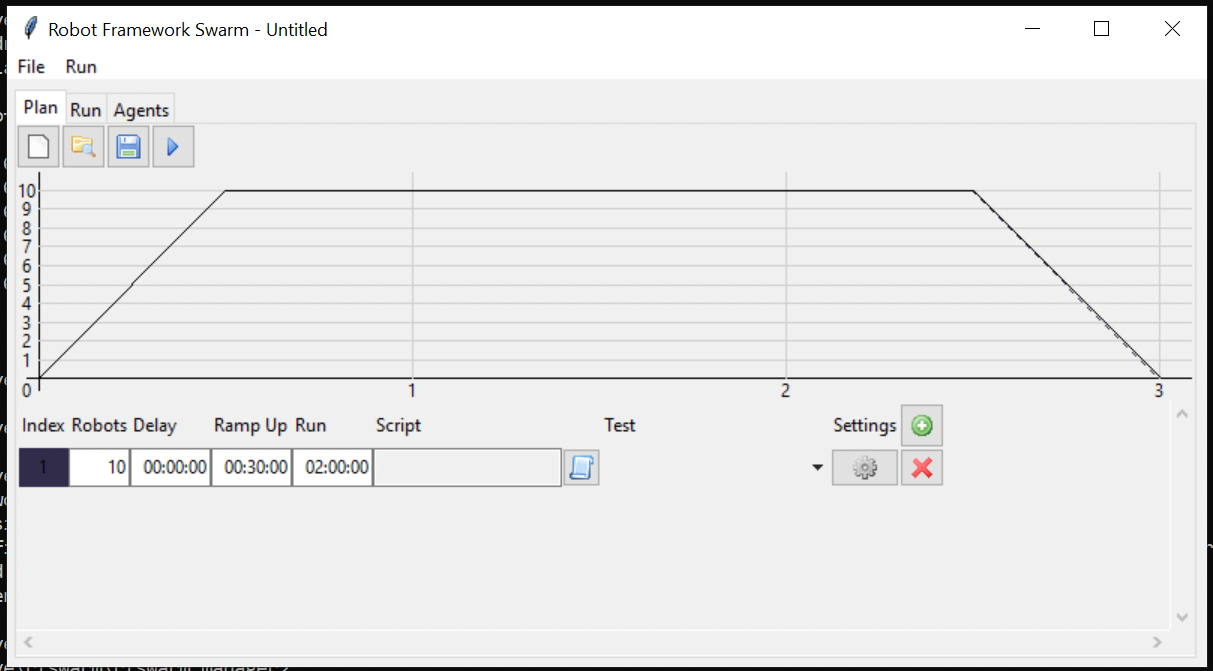 Robot Framework Swarm - Untitled
File Run
Plan Run Agents
10
9
8
7
6
5
4
3
2
1
0 1 2 3
Index Robots Delay Ramp Up Run Script Test Settings
1 10 00:00:00 00:30:00 02:00:00